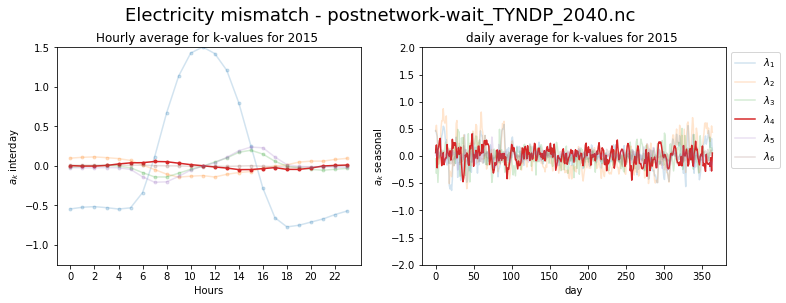 Electricity mismatch - postnetwork-wait_TYNDP_2040.nc
Hourly average for k-values for 2015
1.5
1.0
0.5
0.0
−0.5
−1.0
a_k interday
0 2 4 6 8 10 12 14 16 18 20 22
Hours
daily average for k-values for 2015
2.0
1.5
1.0
0.5
0.0
−0.5
−1.0
−1.5
−2.0
a_k seasonal
0 50 100 150 200 250 300 350
day
λ₁
λ₂
λ₃
λ₄
λ₅
λ₆